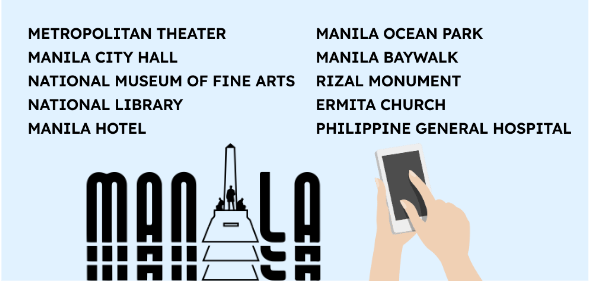 METROPOLITAN THEATER
MANILA CITY HALL
NATIONAL MUSEUM OF FINE ARTS
NATIONAL LIBRARY
MANILA HOTEL
MANILA OCEAN PARK
MANILA BAYWALK
RIZAL MONUMENT
ERMITA CHURCH
PHILIPPINE GENERAL HOSPITAL
MANILA